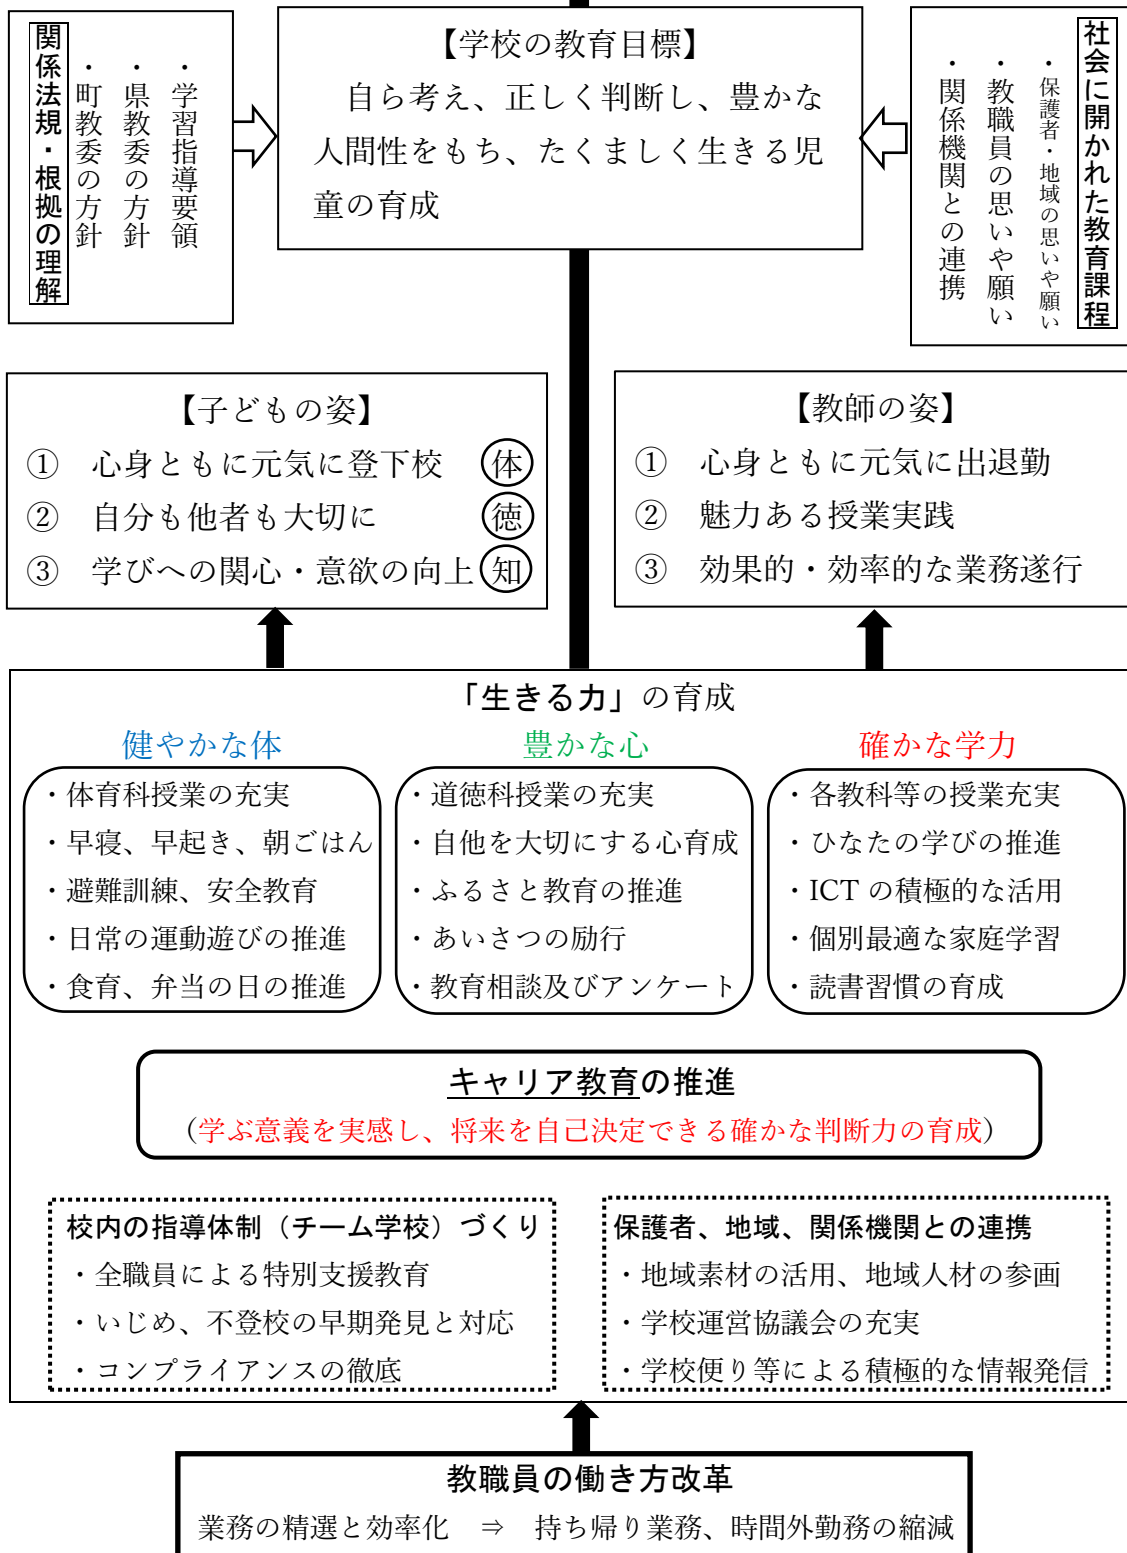 関係法規・根拠の理解
・学習指導要領
・県教委の方針
・町教委の方針
【学校の教育目標】
自ら考え、正しく判断し、豊かな
人間性をもち、たくましく生きる児
童の育成
社会に開かれた教育課程
・保護者・地域の思いや願い
・教職員の思いや願い
・関係機関との連携
【子どもの姿】
① 心身ともに元気に登下校 体
② 自分も他者も大切に 徳
③ 学びへの関心・意欲の向上 知
【教師の姿】
① 心身ともに元気に出退勤
② 魅力ある授業実践
③ 効果的・効率的な業務遂行
「生きる力」の育成
健やかな体
・体育科授業の充実
・早寝、早起き、朝ごはん
・避難訓練、安全教育
・日常の運動遊びの推進
・食育、弁当の日の推進
豊かな心
・道徳科授業の充実
・自他を大切にする心育成
・ふるさと教育の推進
・あいさつの励行
・教育相談及びアンケート
確かな学力
・各教科等の授業充実
・ひなたの学びの推進
・ICT の積極的な活用
・個別最適な家庭学習
・読書習慣の育成
キャリア教育の推進
（学ぶ意義を実感し、将来を自己決定できる確かな判断力の育成）
校内の指導体制（チーム学校）づくり
・全職員による特別支援教育
・いじめ、不登校の早期発見と対応
・コンプライアンスの徹底
保護者、地域、関係機関との連携
・地域素材の活用、地域人材の参画
・学校運営協議会の充実
・学校便り等による積極的な情報発信
教職員の働き方改革
業務の精選と効率化 ⇒ 持ち帰り業務、時間外勤務の縮減